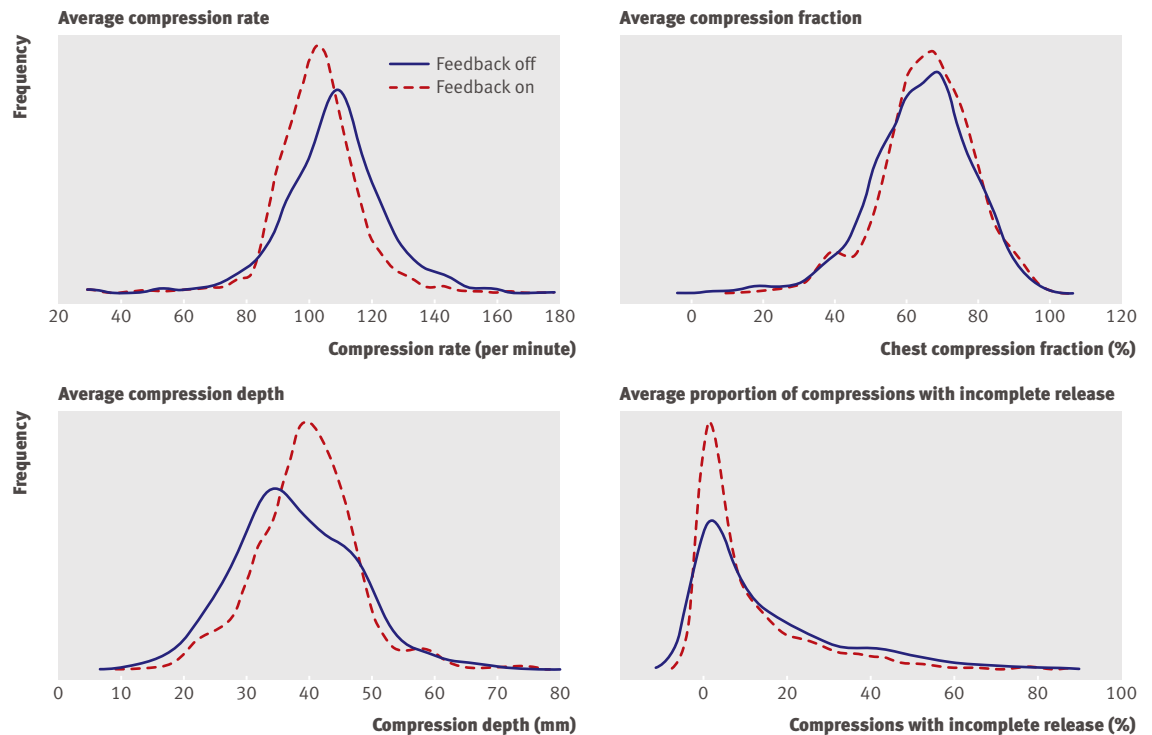 Average compression rate
Frequency
Feedback off
Feedback on
20 40 60 80 100 120 140 160 180
Compression rate (per minute)
Average compression fraction
0 20 40 60 80 100 120
Chest compression fraction (%)
Average compression depth
Frequency
0 10 20 30 40 50 60 70 80
Compression depth (mm)
Average proportion of compressions with incomplete release
0 20 40 60 80 100
Compressions with incomplete release (%)